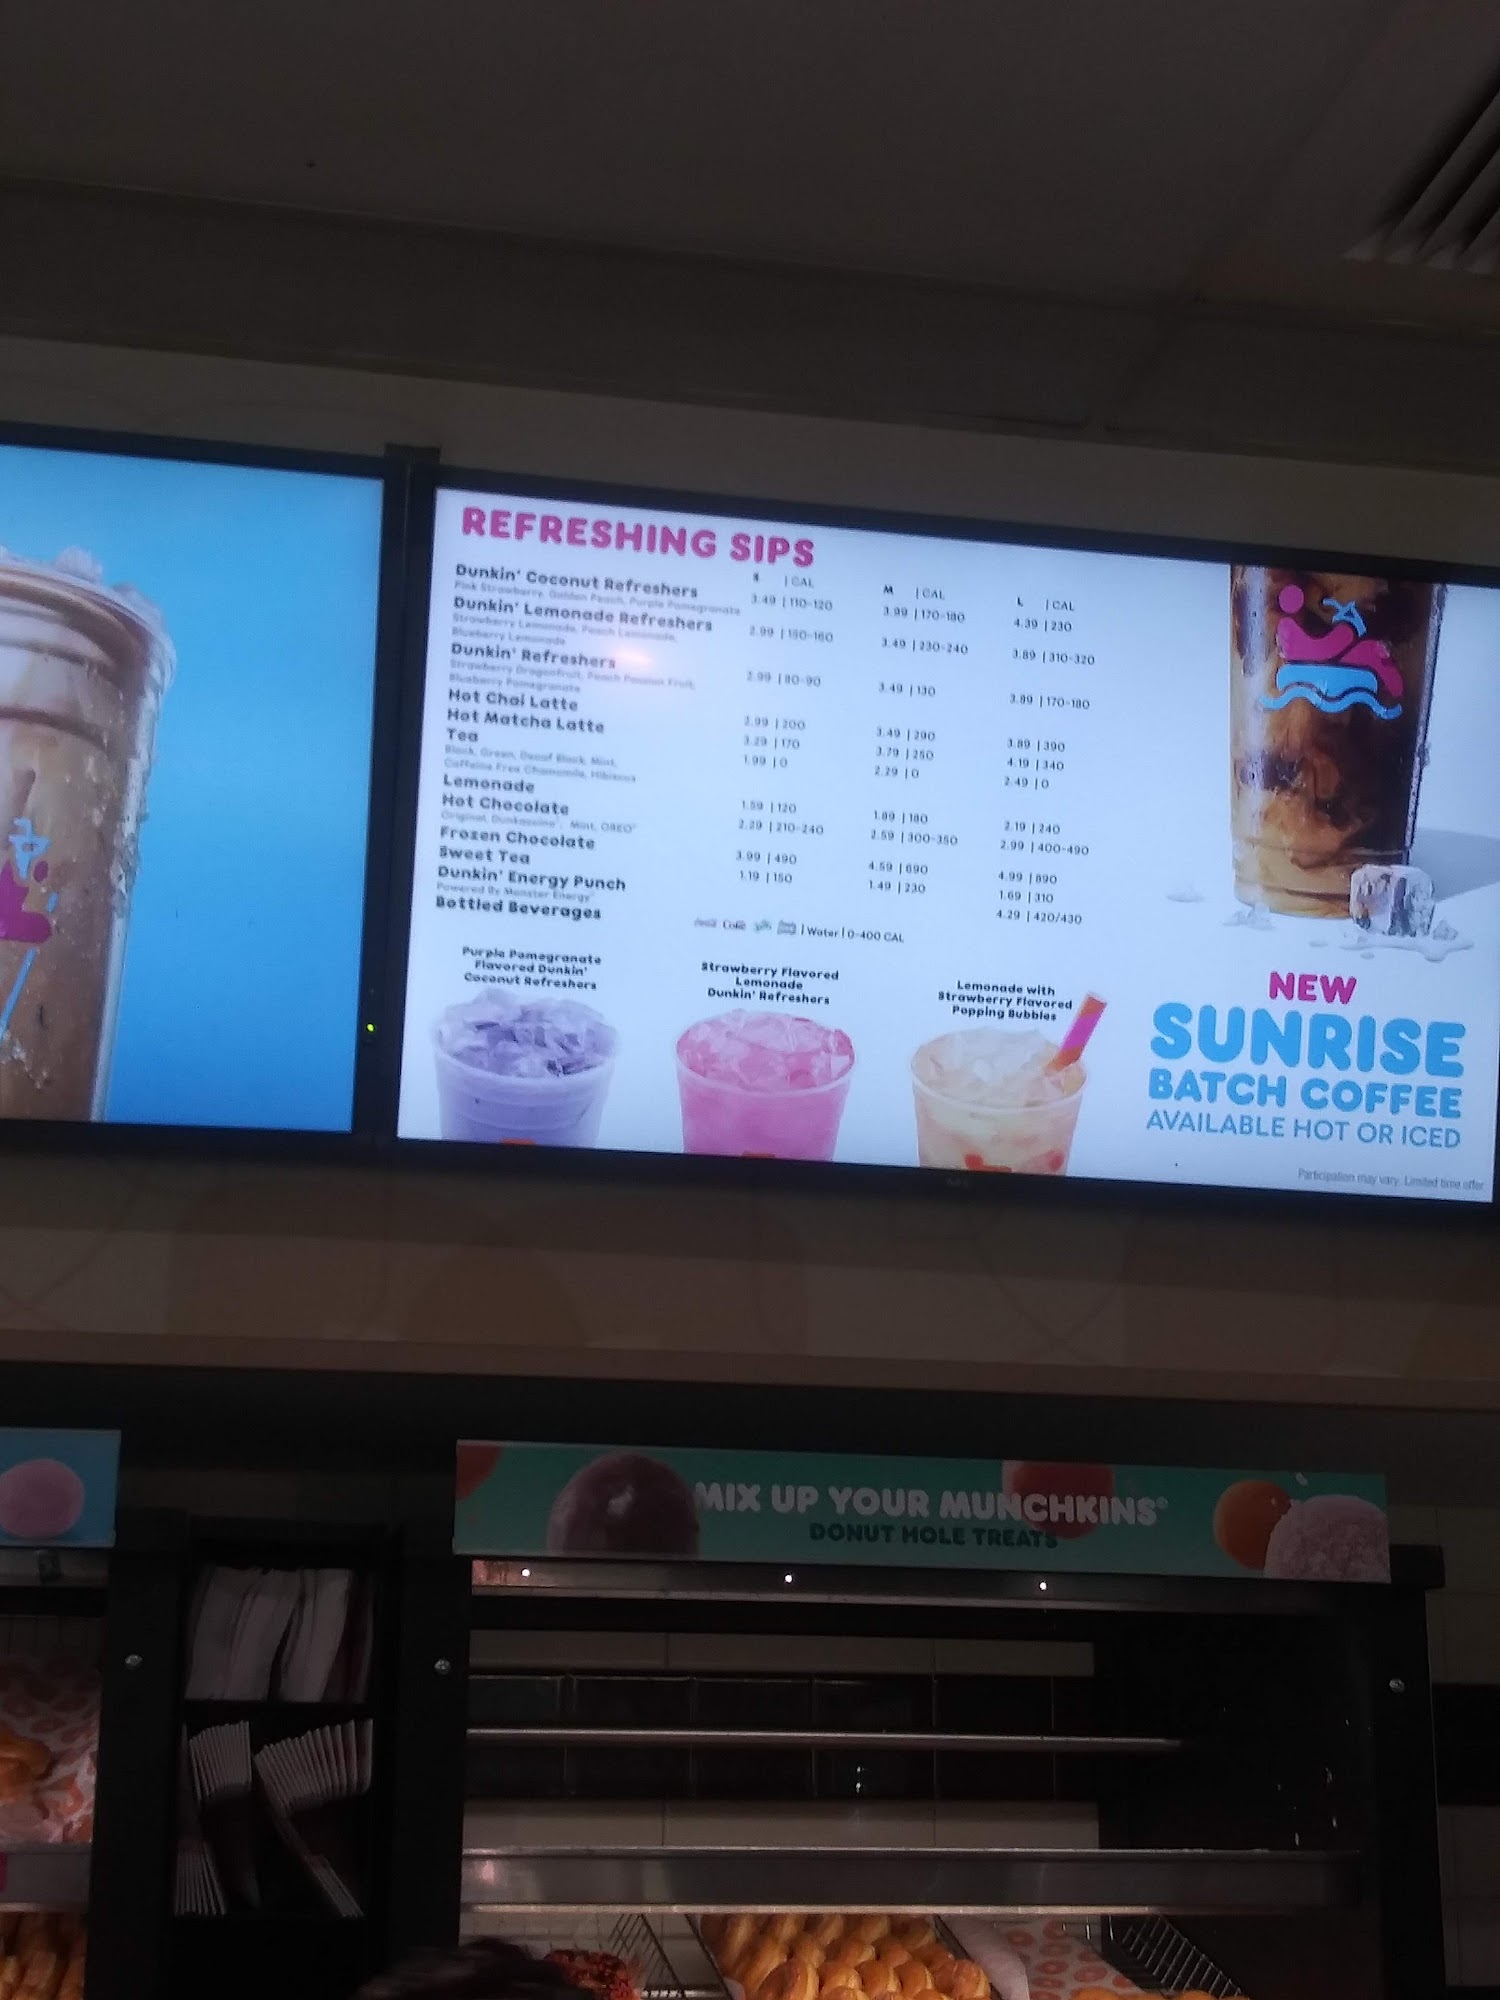 REFRESHING SIPS
S | CAL M | CAL L | CAL
Dunkin' Coconut Refreshers 3.49 | 110-120 3.99 | 170-180 4.39 | 230
Pink Strawberry, Golden Peach, Purple Pomegranate
Dunkin' Lemonade Refreshers 2.99 | 150-160 3.49 | 230-240 3.89 | 310-320
Strawberry Lemonade, Peach Lemonade,
Blueberry Lemonade
Dunkin' Refreshers 2.99 | 80-90 3.49 | 130 3.89 | 170-180
Strawberry Dragonfruit, Peach Passion Fruit,
Blueberry Pomegranate
Hot Chai Latte 2.99 | 200 3.49 | 290 3.89 | 390
Hot Matcha Latte 3.29 | 170 3.79 | 250 4.19 | 340
Tea 1.99 | 0 2.29 | 0 2.49 | 0
Black, Green, Decaf Black, Mint,
Caffeine Free Chamomile, Hibiscus
Lemonade 1.59 | 120 1.89 | 180 2.19 | 240
Hot Chocolate 2.29 | 210-240 2.59 | 300-350 2.99 | 400-490
Original, Dunkaccino®, Mint, OREO®
Frozen Chocolate 3.99 | 490 4.59 | 690 4.99 | 890
Sweet Tea 1.19 | 150 1.49 | 230 1.69 | 310
Dunkin' Energy Punch 4.29 | 420/430
Powered By Monster Energy®
Bottled Beverages | Water | 0-400 CAL
Purple Pomegranate
Flavored Dunkin'
Coconut Refreshers
Strawberry Flavored
Lemonade
Dunkin' Refreshers
Lemonade with
Strawberry Flavored
Popping Bubbles
NEW
SUNRISE
BATCH COFFEE
AVAILABLE HOT OR ICED
Participation may vary. Limited time offer
MIX UP YOUR MUNCHKINS®
DONUT HOLE TREATS